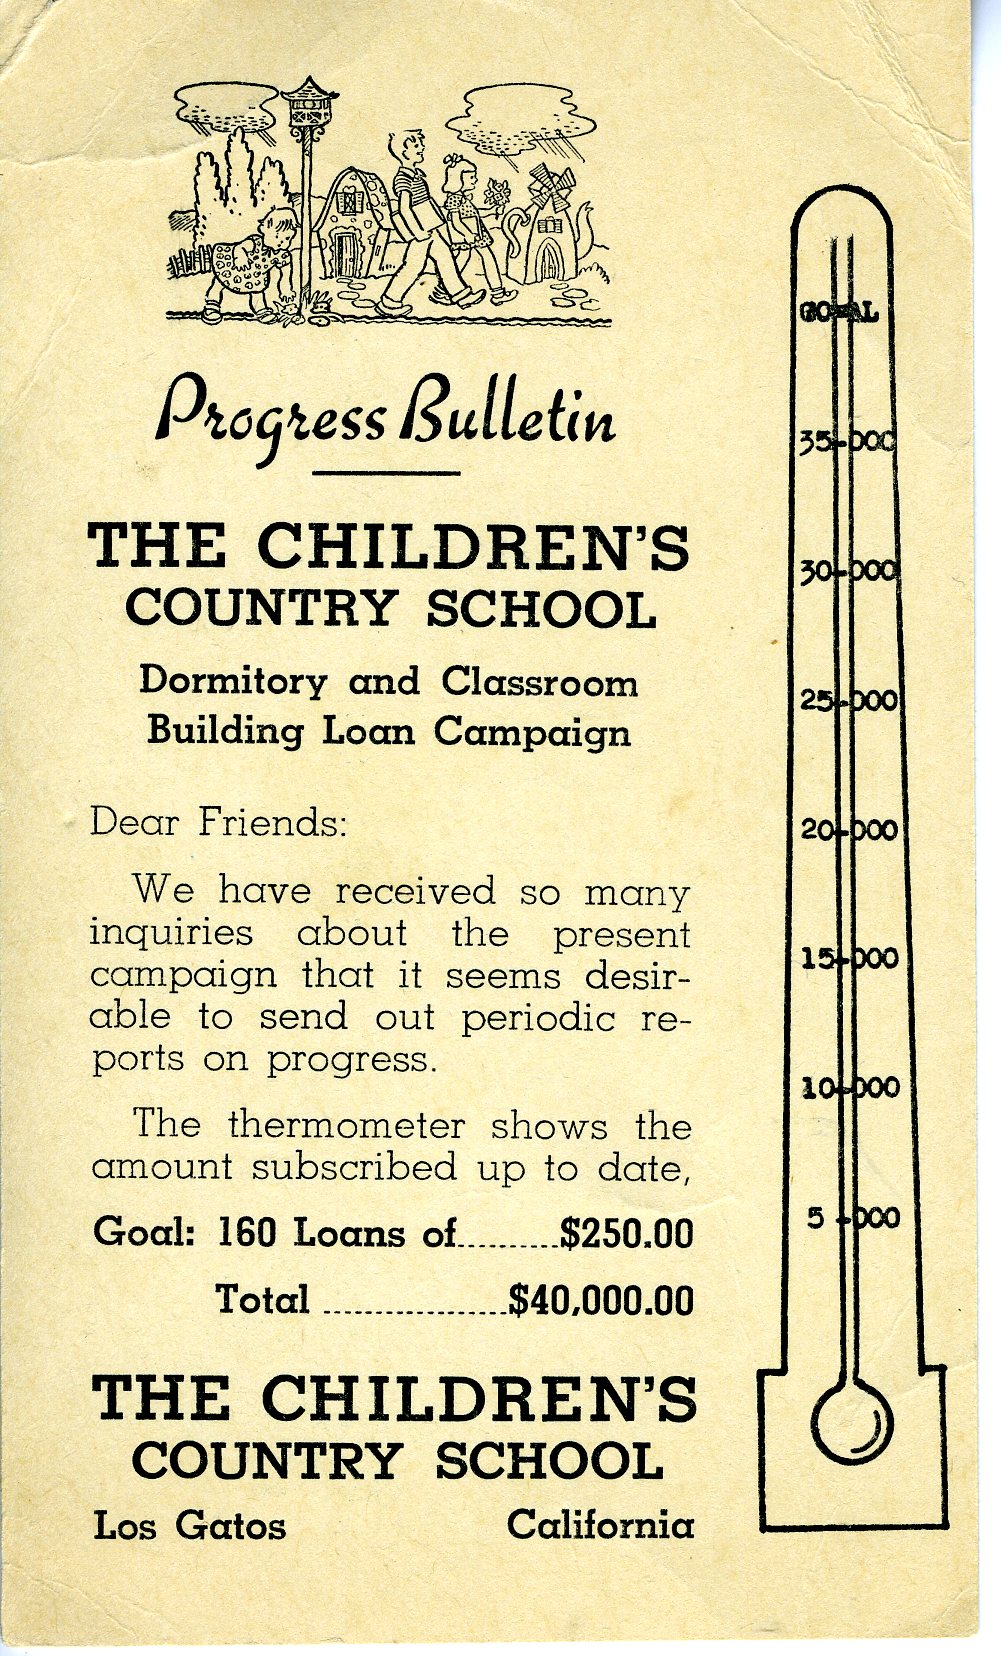 Progress Bulletin
THE CHILDREN'S
COUNTRY SCHOOL
Dormitory and Classroom
Building Loan Campaign
Dear Friends:
We have received so many
inquiries about the present
campaign that it seems desir-
able to send out periodic re-
ports on progress.
The thermometer shows the
amount subscribed up to date,
Goal: 160 Loans of..........$250.00
Total ..................$40,000.00
THE CHILDREN'S
COUNTRY SCHOOL
Los Gatos California
GOAL
35-000
30-000
25-000
20-000
15-000
10-000
5 -000